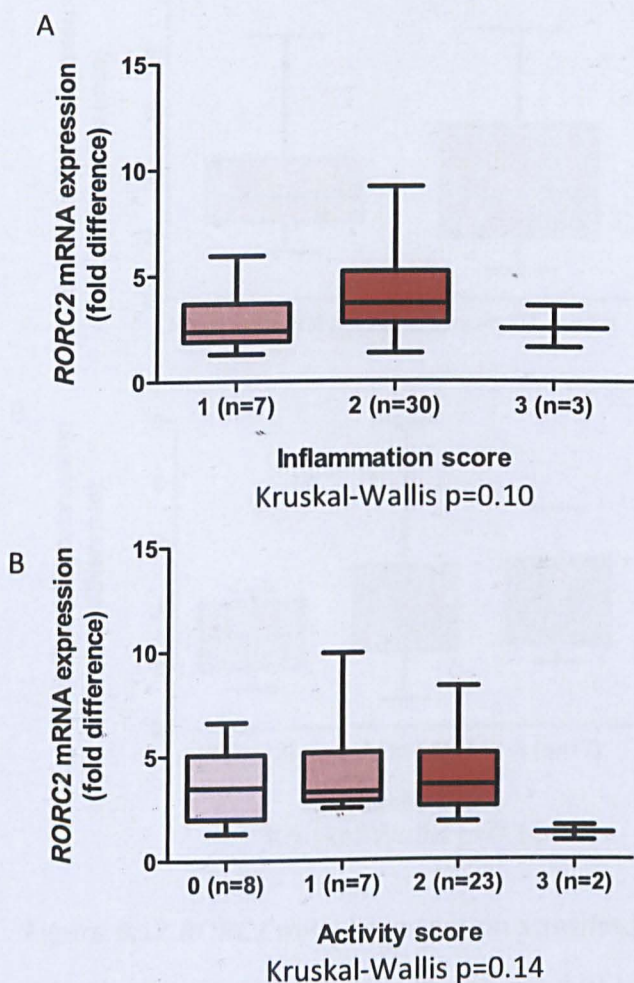 A
RORC2 mRNA expression
(fold difference)
15
10
5
0
1 (n=7) 2 (n=30) 3 (n=3)
Inflammation score
Kruskal-Wallis p=0.10
B
RORC2 mRNA expression
(fold difference)
15
10
5
0
0 (n=8) 1 (n=7) 2 (n=23) 3 (n=2)
Activity score
Kruskal-Wallis p=0.14